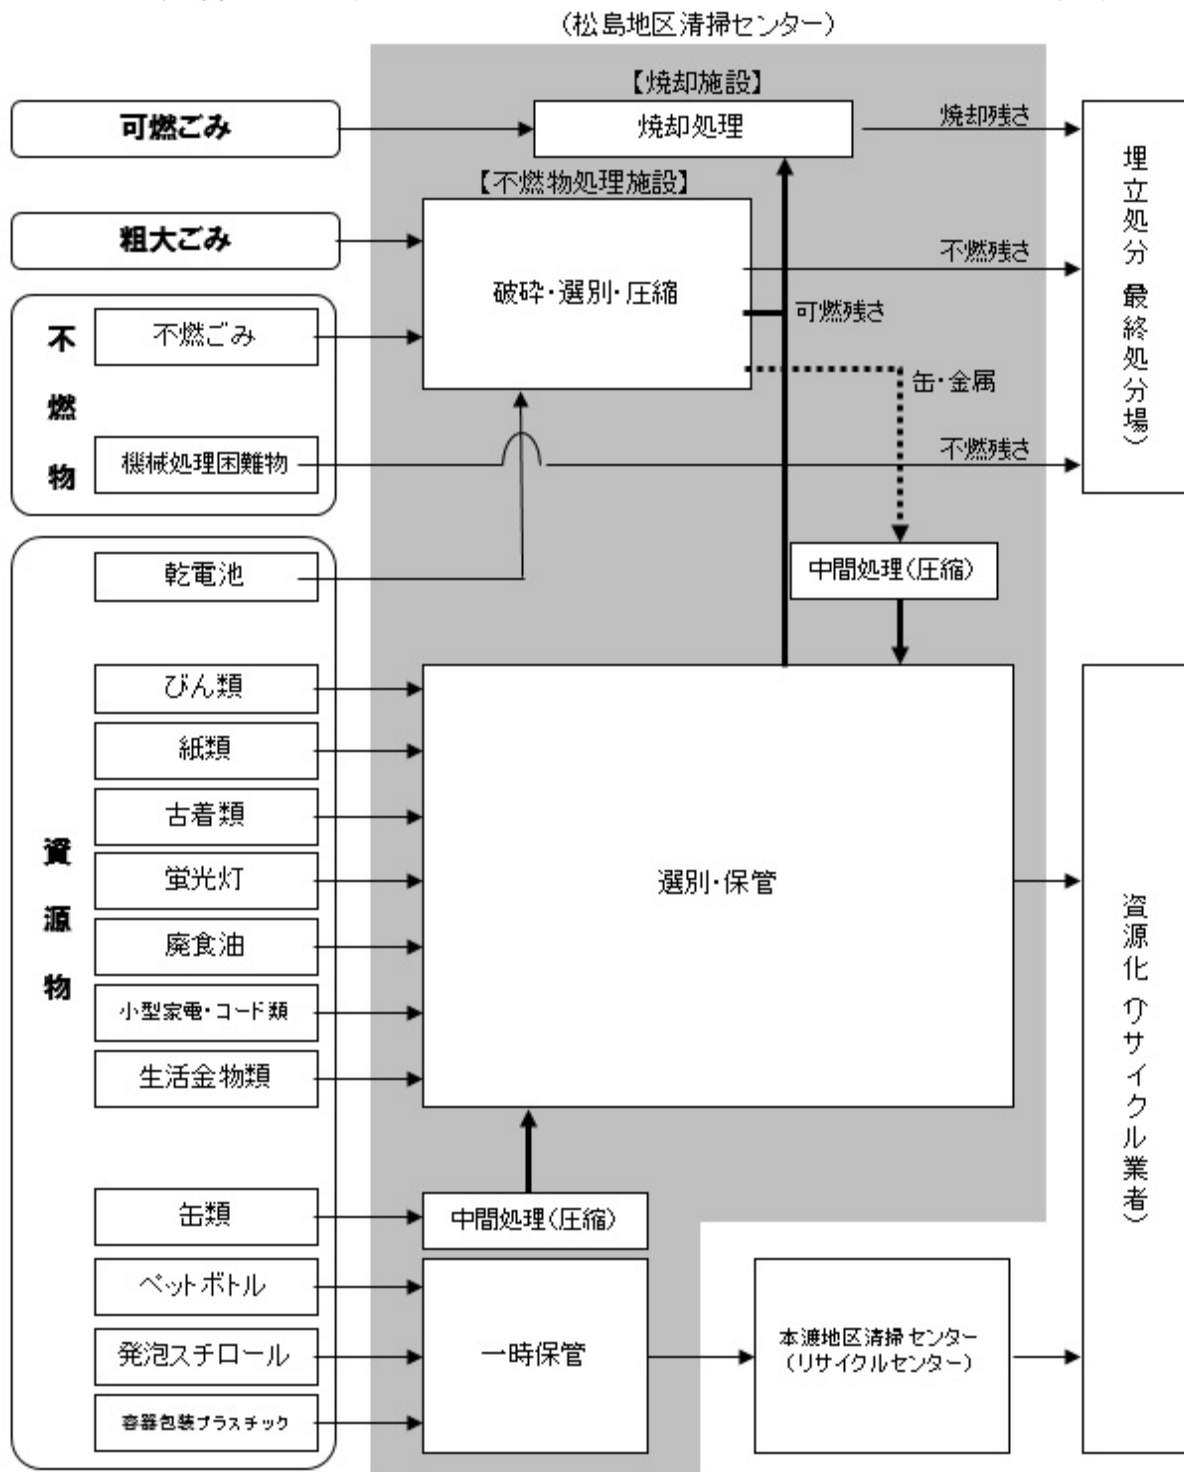 (松島地区清掃センター)
【焼却施設】
可燃ごみ
焼却処理
焼却残さ
【不燃物処理施設】
粗大ごみ
破砕・選別・圧縮
不燃残さ
可燃残さ
埋立処分(最終処分場)
不燃物
不燃ごみ
缶・金属
機械処理困難物
不燃残さ
資源物
乾電池
中間処理(圧縮)
びん類
紙類
古着類
蛍光灯
廃食油
小型家電・コード類
生活金物類
選別・保管
資源化(リサイクル業者)
缶類
中間処理(圧縮)
ペットボトル
発泡スチロール
容器包装プラスチック
一時保管
本渡地区清掃センター
(リサイクルセンター)